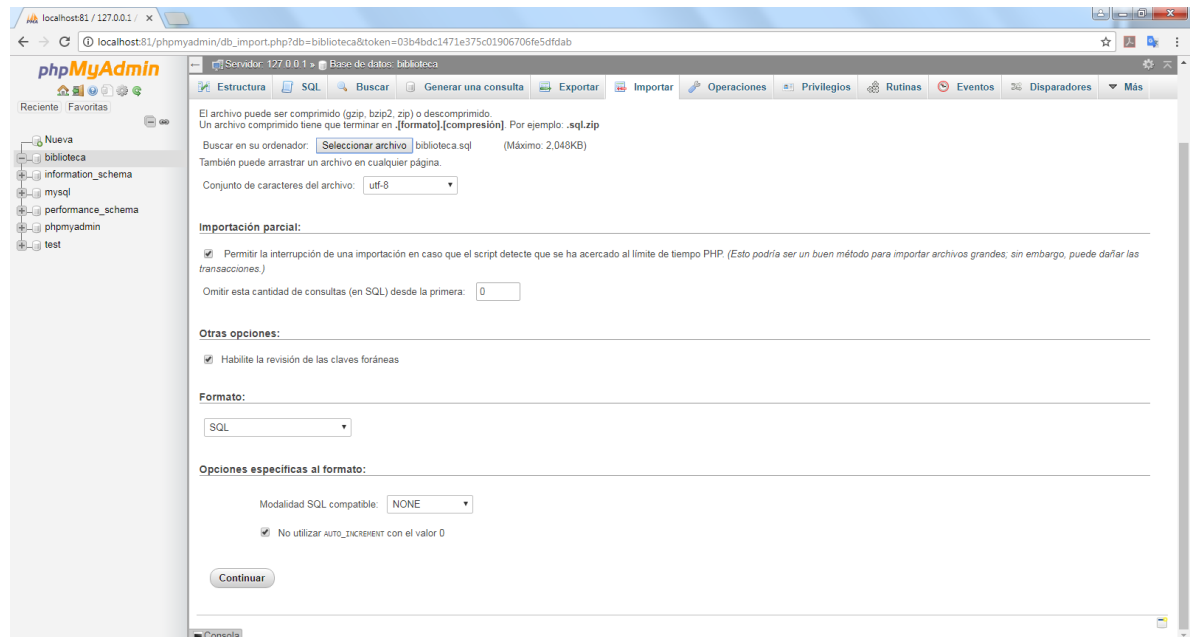 localhost:81 / 127.0.0.1 /
localhost:81/phpmyadmin/db_import.php?db=biblioteca&token=03b4bdc1471e375c01906706fe5dfdab
phpMyAdmin
Reciente Favoritas
Nueva
biblioteca
information_schema
mysql
performance_schema
phpmyadmin
test
Servidor: 127.0.0.1 » Base de datos: biblioteca
Estructura SQL Buscar Generar una consulta Exportar Importar Operaciones Privilegios Rutinas Eventos Disparadores Más
El archivo puede ser comprimido (gzip, bzip2, zip) o descomprimido.
Un archivo comprimido tiene que terminar en .[formato].[compresión]. Por ejemplo: .sql.zip
Buscar en su ordenador: Seleccionar archivo biblioteca.sql (Máximo: 2,048KB)
También puede arrastrar un archivo en cualquier página.
Conjunto de caracteres del archivo: utf-8
Importación parcial:
Permitir la interrupción de una importación en caso que el script detecte que se ha acercado al límite de tiempo PHP. (Esto podría ser un buen método para importar archivos grandes, sin embargo, puede dañar las
transacciones.)
Omitir esta cantidad de consultas (en SQL) desde la primera: 0
Otras opciones:
Habilite la revisión de las claves foráneas
Formato:
SQL
Opciones específicas al formato:
Modalidad SQL compatible: NONE
No utilizar AUTO_INCREMENT con el valor 0
Continuar
Consola